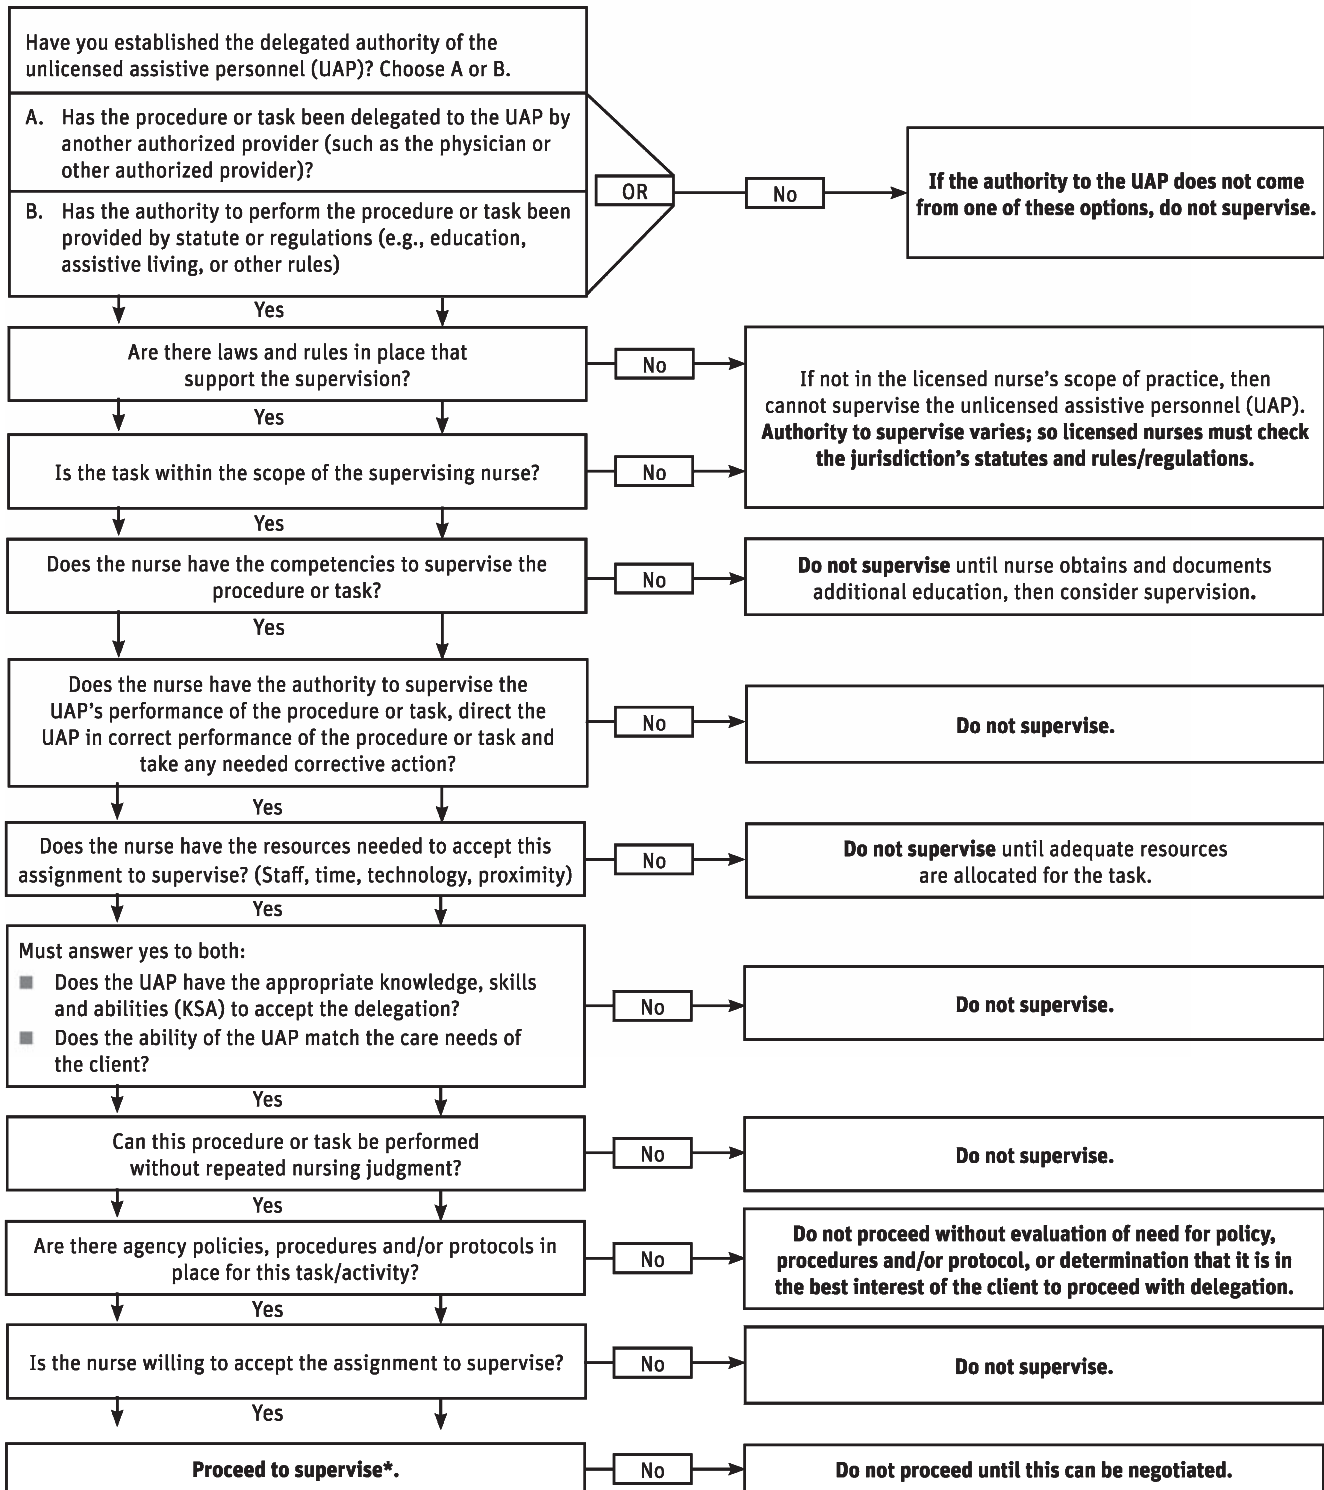 Have you established the delegated authority of the
unlicensed assistive personnel (UAP)? Choose A or B.
A. Has the procedure or task been delegated to the UAP by
another authorized provider (such as the physician or
other authorized provider)?
B. Has the authority to perform the procedure or task been
provided by statute or regulations (e.g., education,
assistive living, or other rules)
OR
No
If the authority to the UAP does not come
from one of these options, do not supervise.
Yes
Are there laws and rules in place that
support the supervision?
No
If not in the licensed nurse's scope of practice, then
cannot supervise the unlicensed assistive personnel (UAP).
Authority to supervise varies; so licensed nurses must check
the jurisdiction's statutes and rules/regulations.
Yes
Is the task within the scope of the supervising nurse?
No
Yes
Does the nurse have the competencies to supervise the
procedure or task?
No
Do not supervise until nurse obtains and documents
additional education, then consider supervision.
Yes
Does the nurse have the authority to supervise the
UAP's performance of the procedure or task, direct the
UAP in correct performance of the procedure or task and
take any needed corrective action?
No
Do not supervise.
Yes
Does the nurse have the resources needed to accept this
assignment to supervise? (Staff, time, technology, proximity)
No
Do not supervise until adequate resources
are allocated for the task.
Yes
Must answer yes to both:
■ Does the UAP have the appropriate knowledge, skills
and abilities (KSA) to accept the delegation?
■ Does the ability of the UAP match the care needs of
the client?
No
Do not supervise.
Yes
Can this procedure or task be performed
without repeated nursing judgment?
No
Do not supervise.
Yes
Are there agency policies, procedures and/or protocols in
place for this task/activity?
No
Do not proceed without evaluation of need for policy,
procedures and/or protocol, or determination that it is in
the best interest of the client to proceed with delegation.
Yes
Is the nurse willing to accept the assignment to supervise?
No
Do not supervise.
Yes
Proceed to supervise*.
No
Do not proceed until this can be negotiated.